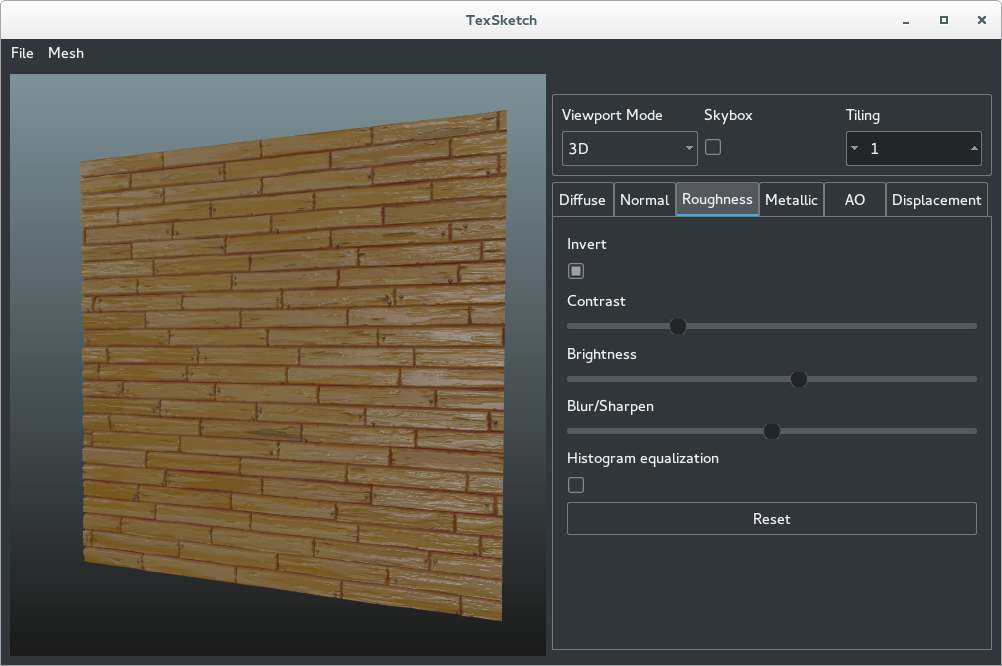 TexSketch
File Mesh
Viewport Mode Skybox Tiling
3D 1
Diffuse Normal Roughness Metallic AO Displacement
Invert
Contrast
Brightness
Blur/Sharpen
Histogram equalization
Reset